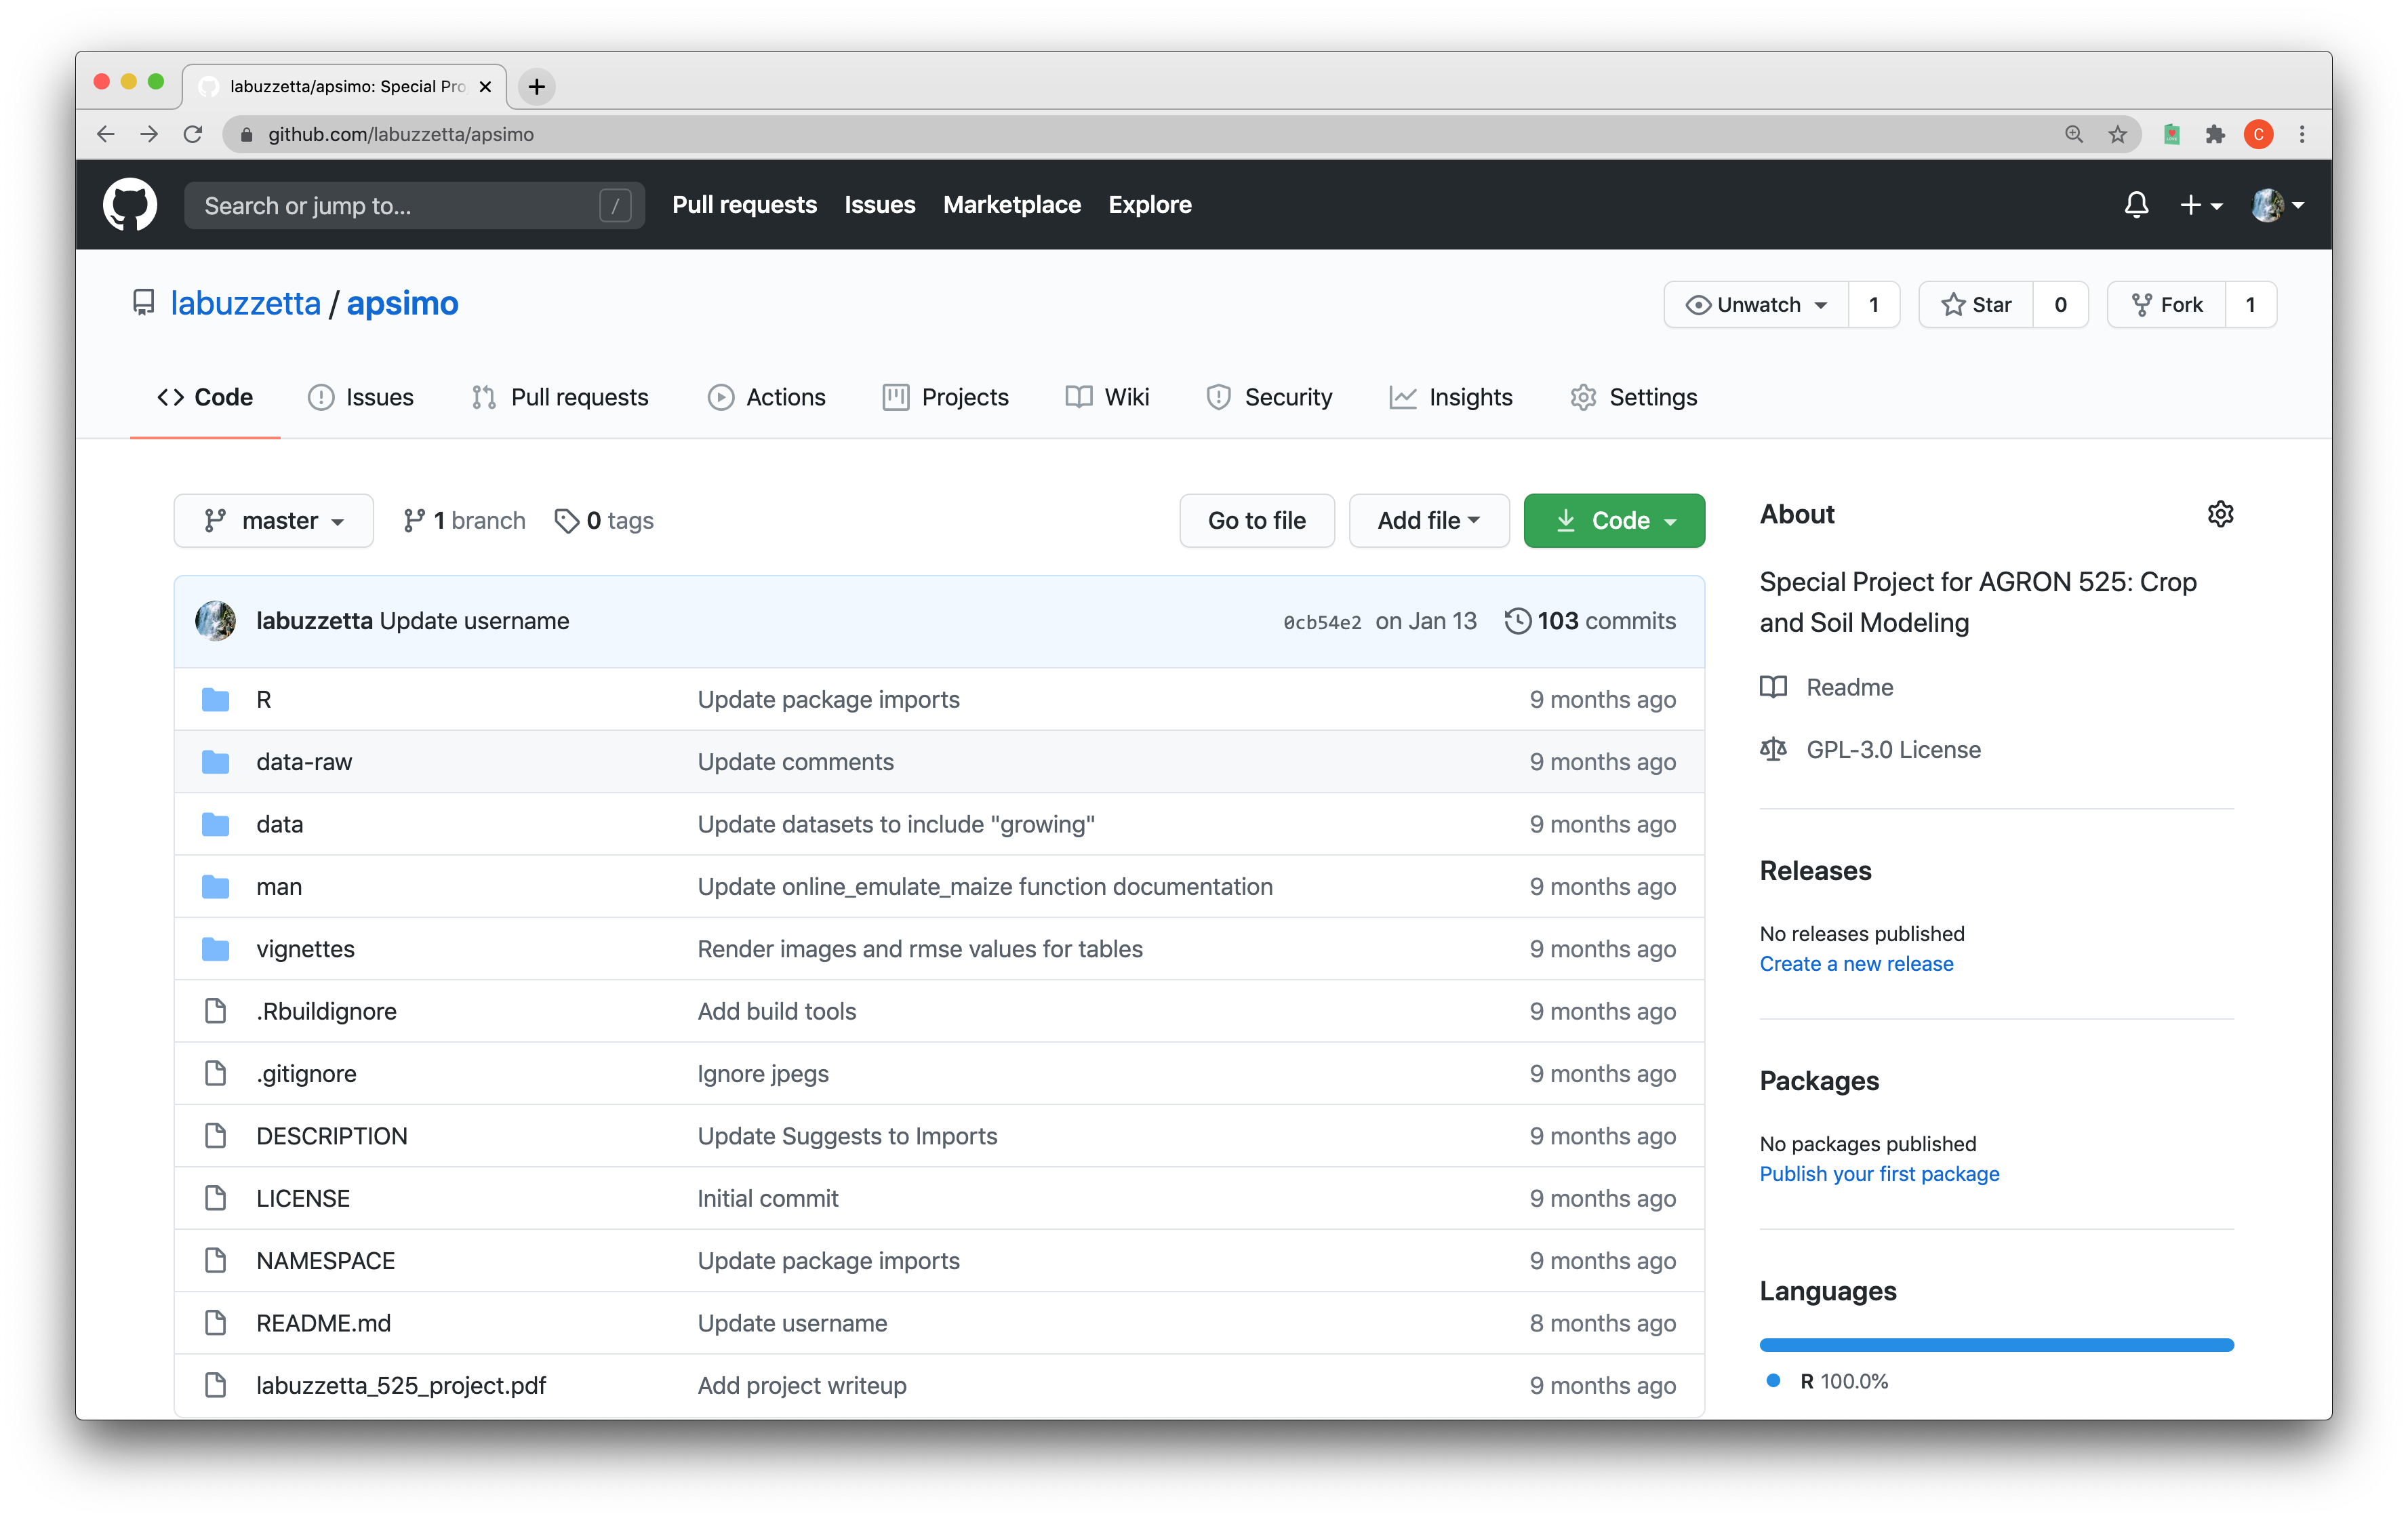 labuzzetta/apsimo: Special Pro
github.com/labuzzetta/apsimo
Search or jump to... / Pull requests Issues Marketplace Explore
labuzzetta / apsimo Unwatch 1 Star 0 Fork 1
Code Issues Pull requests Actions Projects Wiki Security Insights Settings
master 1 branch 0 tags Go to file Add file Code
labuzzetta Update username 0cb54e2 on Jan 13 103 commits
R Update package imports 9 months ago
data-raw Update comments 9 months ago
data Update datasets to include "growing" 9 months ago
man Update online_emulate_maize function documentation 9 months ago
vignettes Render images and rmse values for tables 9 months ago
.Rbuildignore Add build tools 9 months ago
.gitignore Ignore jpegs 9 months ago
DESCRIPTION Update Suggests to Imports 9 months ago
LICENSE Initial commit 9 months ago
NAMESPACE Update package imports 9 months ago
README.md Update username 8 months ago
labuzzetta_525_project.pdf Add project writeup 9 months ago
About
Special Project for AGRON 525: Crop
and Soil Modeling
Readme
GPL-3.0 License
Releases
No releases published
Create a new release
Packages
No packages published
Publish your first package
Languages
R 100.0%
C